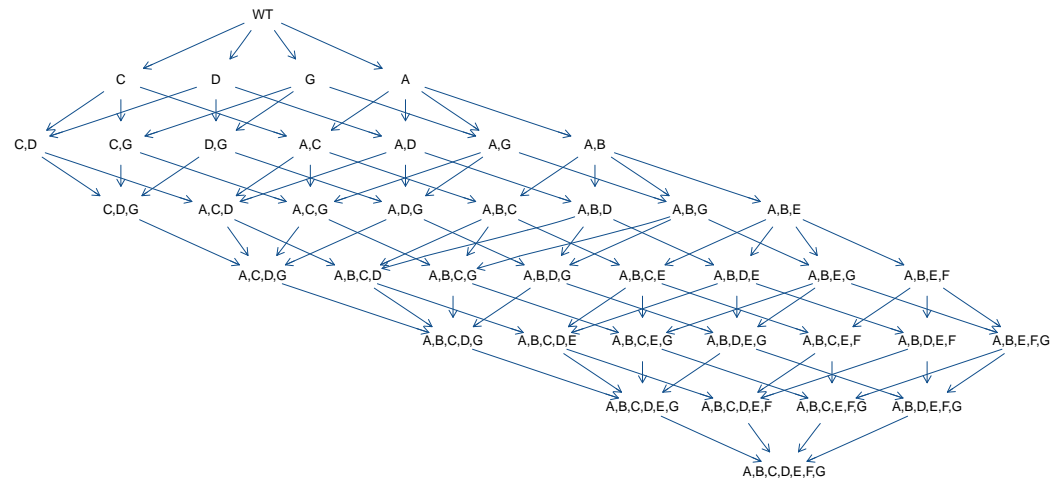 WT
C D G A
C,D C,G D,G A,C A,D A,G A,B
C,D,G A,C,D A,C,G A,D,G A,B,C A,B,D A,B,G A,B,E
A,C,D,G A,B,C,D A,B,C,G A,B,D,G A,B,C,E A,B,D,E A,B,E,G A,B,E,F
A,B,C,D,G A,B,C,D,E A,B,C,E,G A,B,D,E,G A,B,C,E,F A,B,D,E,F A,B,E,F,G
A,B,C,D,E,G A,B,C,D,E,F A,B,C,E,F,G A,B,D,E,F,G
A,B,C,D,E,F,G